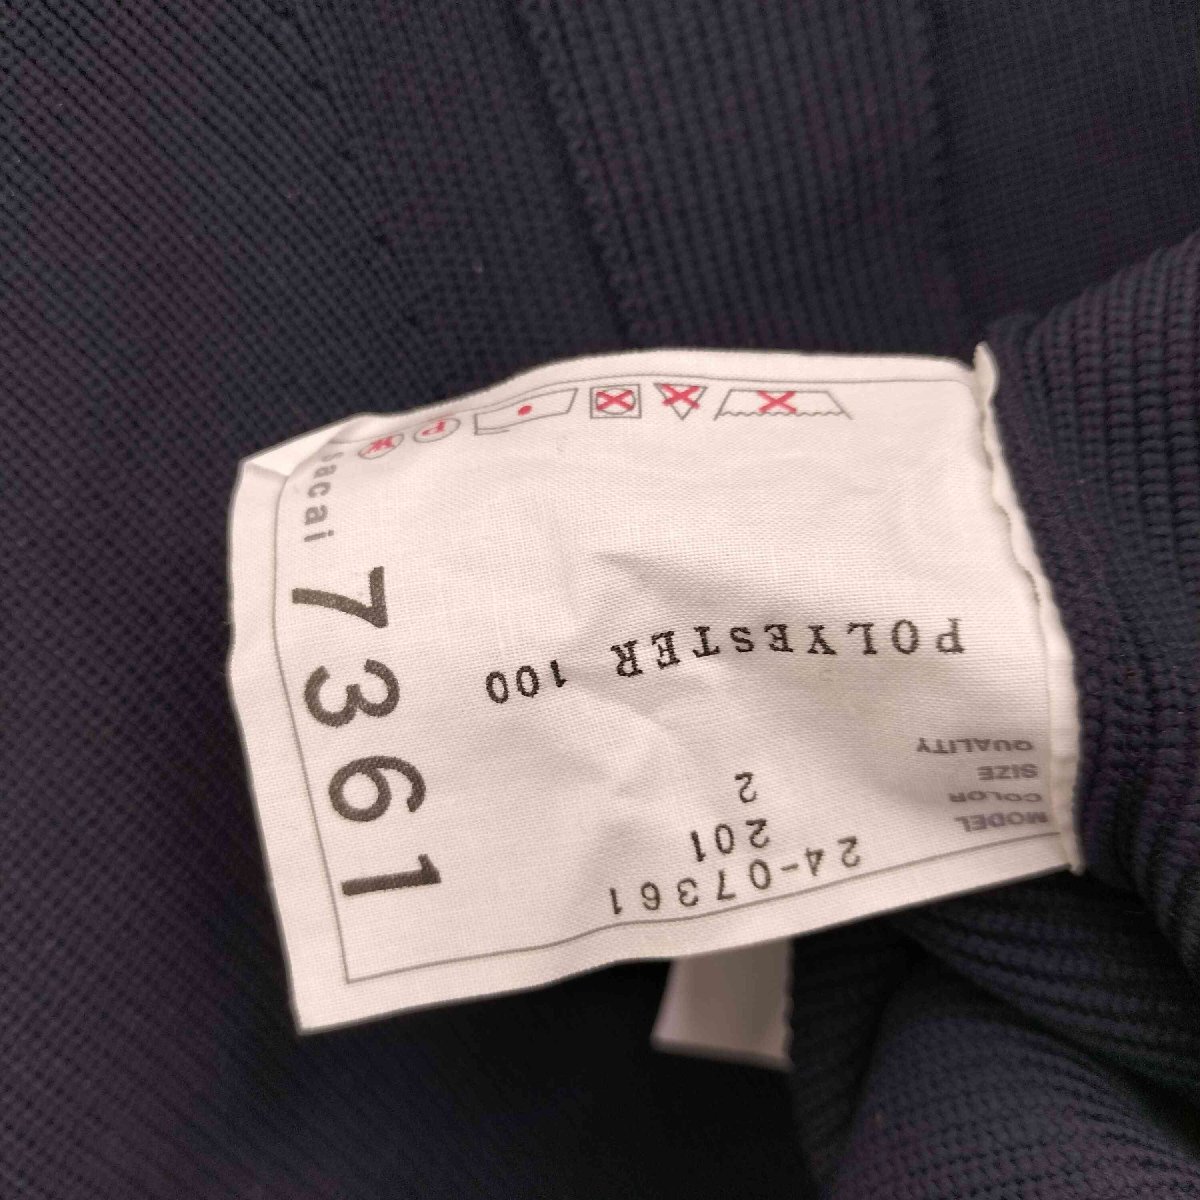 MODEL 24-07361
COLOR 201
SIZE 2
QUALITY
POLYESTER 100
P
W
sacai
7361